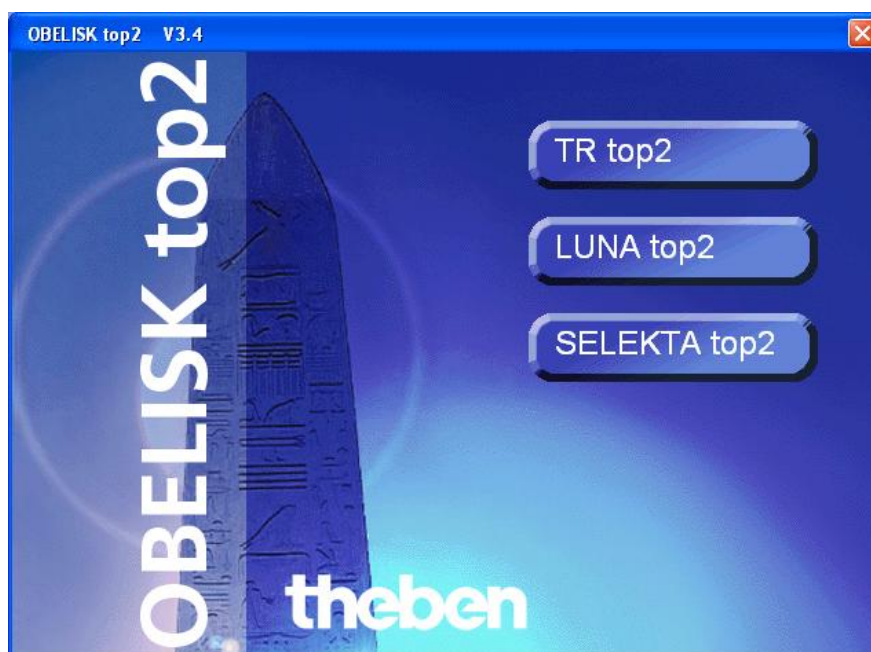 OBELISK top2 V3.4
OBELISK top2
TR top2
LUNA top2
SELEKTA top2
theben